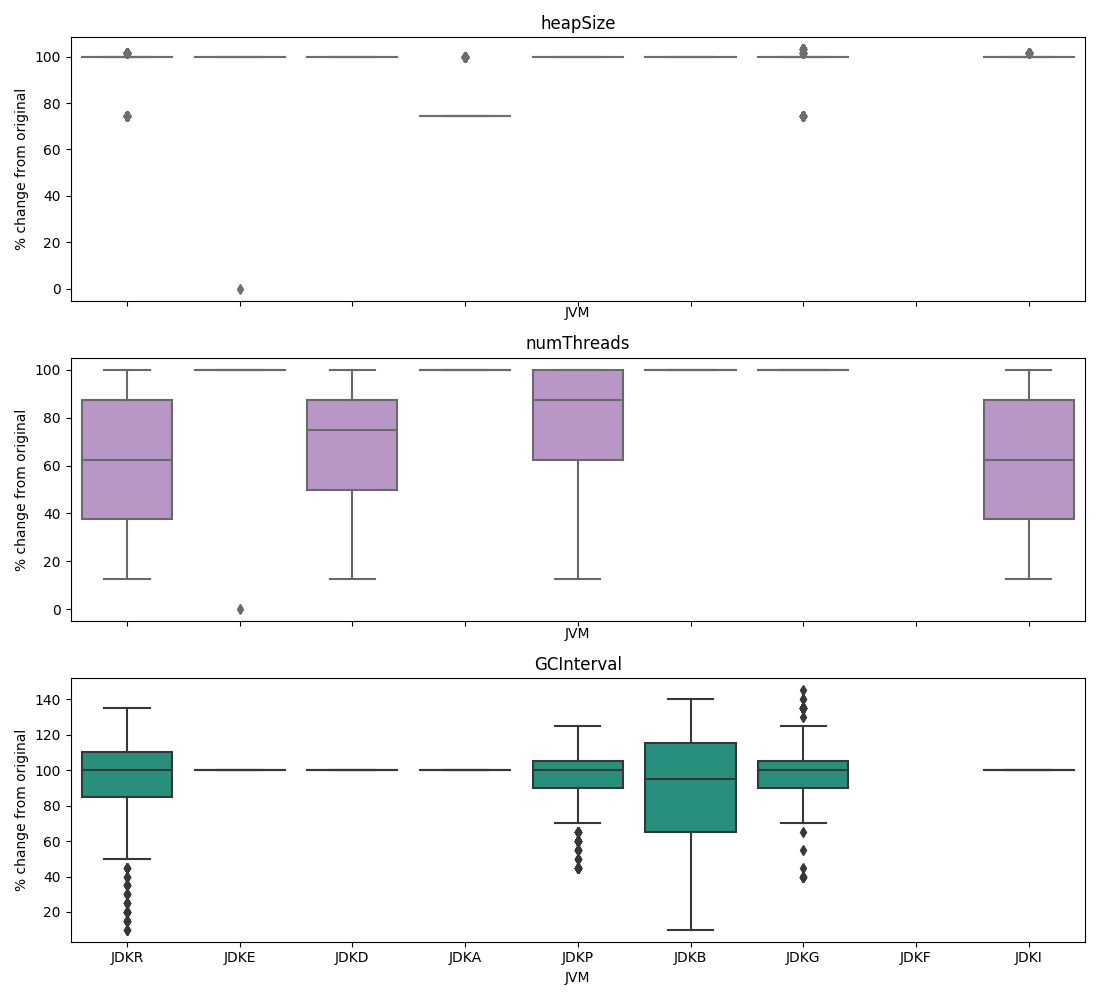 heapSize
% change from original
100
80
60
40
20
0
JVM
numThreads
% change from original
100
80
60
40
20
0
JVM
GCInterval
% change from original
140
120
100
80
60
40
20
JDKR JDKE JDKD JDKA JDKP JDKB JDKG JDKF JDKI
JVM